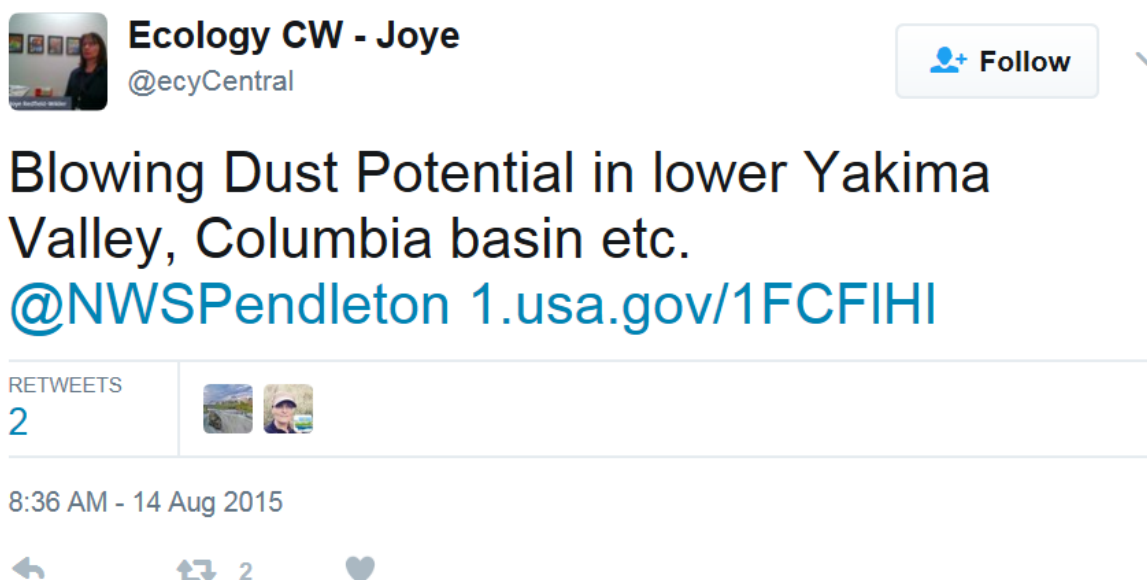 Ecology CW - Joye
@ecyCentral
Follow
Blowing Dust Potential in lower Yakima
Valley, Columbia basin etc.
@NWSPendleton 1.usa.gov/1FCFlHl
RETWEETS
2
8:36 AM - 14 Aug 2015
2